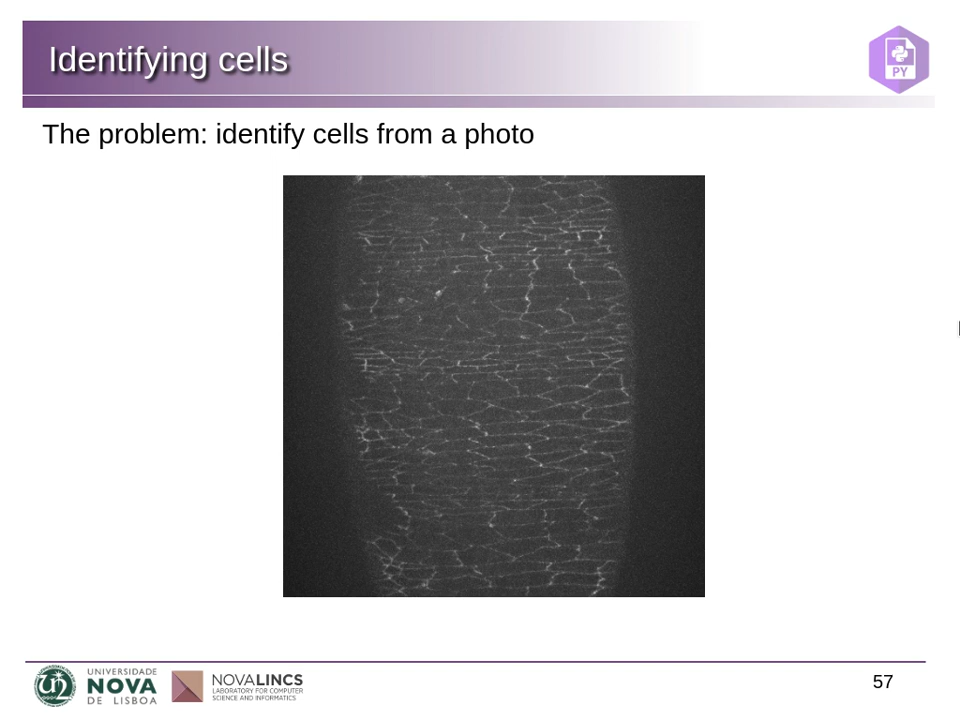 Identifying cells
PY
The problem: identify cells from a photo
UNIVERSIDADE
NOVA
DE LISBOA
NOVALINCS
LABORATORY FOR COMPUTER
SCIENCE AND INFORMATICS
57